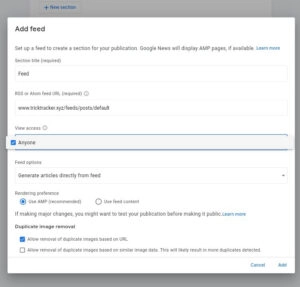 + New section
Add feed
Set up a feed to create a section for your publication. Google News will display AMP pages, if available. Learn more
Section title (required)
Feed
RSS or Atom feed URL (required)
www.tricktracker.xyz/feeds/posts/default
View access
Anyone
Feed options
Generate articles directly from feed
Rendering preference
Use AMP (recommended) Use feed content
If making major changes, you might want to test your publication before making it public. Learn more
Duplicate image removal
Allow removal of duplicate images based on URL
Allow removal of duplicate images based on similar image data. This will likely result in more duplicates detected.
Cancel Add